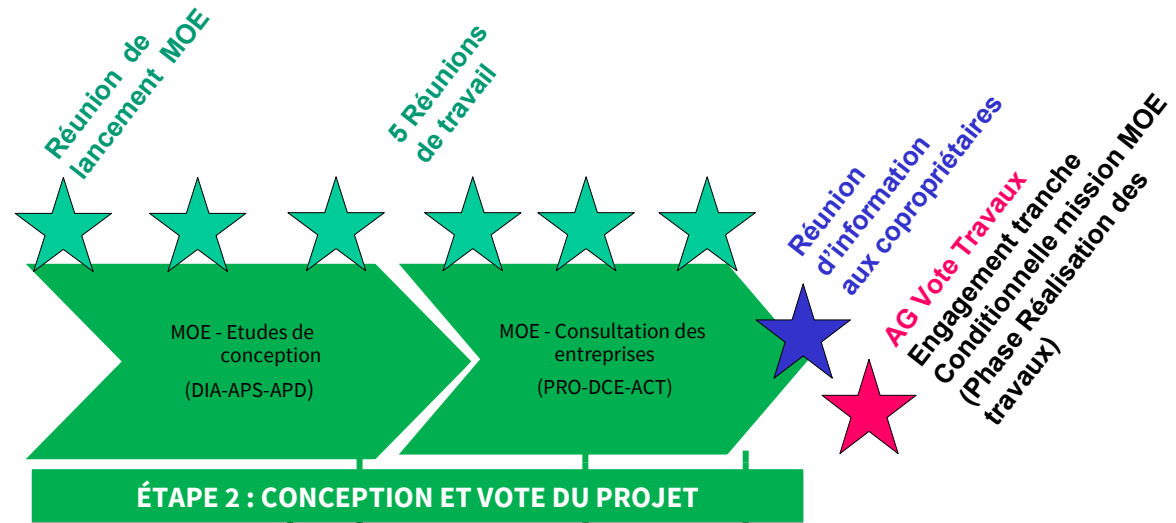 Réunion de
lancement MOE
5 Réunions
de travail
Réunion
d’information
aux copropriétaires
AG Vote Travaux
Engagement tranche
Conditionnelle mission MOE
(Phase Réalisation des
travaux)
MOE - Etudes de
conception
(DIA-APS-APD)
MOE - Consultation des
entreprises
(PRO-DCE-ACT)
ÉTAPE 2 : CONCEPTION ET VOTE DU PROJET